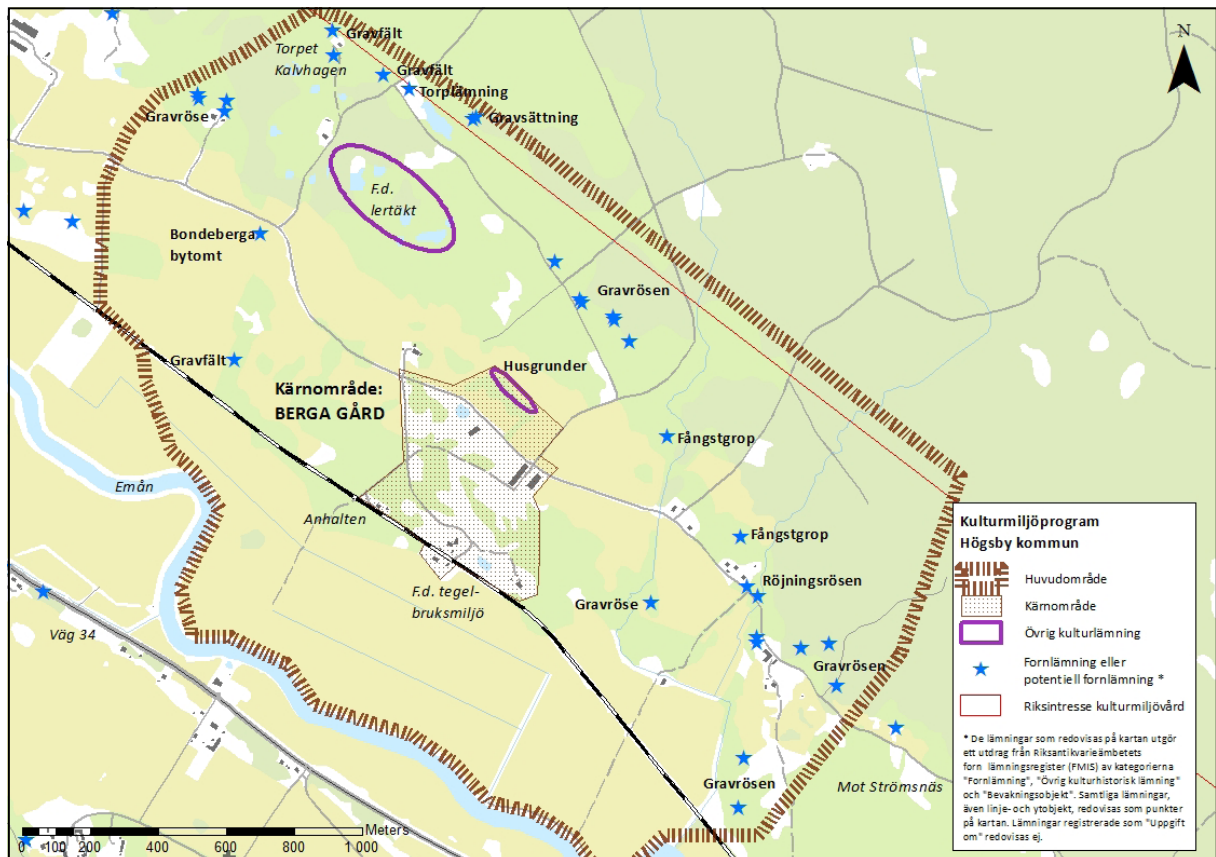 N
Gravfält
Torpet
Kalvhagen
Gravfält
Torplämning
Gravröse
Gravsättning
F.d.
lertäkt
Bondeberga
bytomt
Gravrösen
Gravfält
Husgrunder
Kärnområde:
BERGA GÅRD
Fångstgrop
Emån
Anhalten
Fångstgrop
Röjningsrösen
F.d. tegel-
bruksmiljö
Gravröse
Väg 34
Gravrösen
Gravrösen
Mot Strömsnäs
Meters
0 100 200 400 600 800 1 000
Kulturmiljöprogram
Högsby kommun
Huvudområde
Kärnområde
Övrig kulturlämning
Fornlämning eller
potentiell fornlämning *
Riksintresse kulturmiljövård
* De lämningar som redovisas på kartan utgör
ett utdrag från Riksantikvarieämbetets
forn lämningsregister (FMIS) av kategorierna
"Fornlämning", "Övrig kulturhistorisk lämning"
och "Bevakningsobjekt". Samtliga lämningar,
även linje- och ytobjekt, redovisas som punkter
på kartan. Lämningar registrerade som "Uppgift
om" redovisas ej.